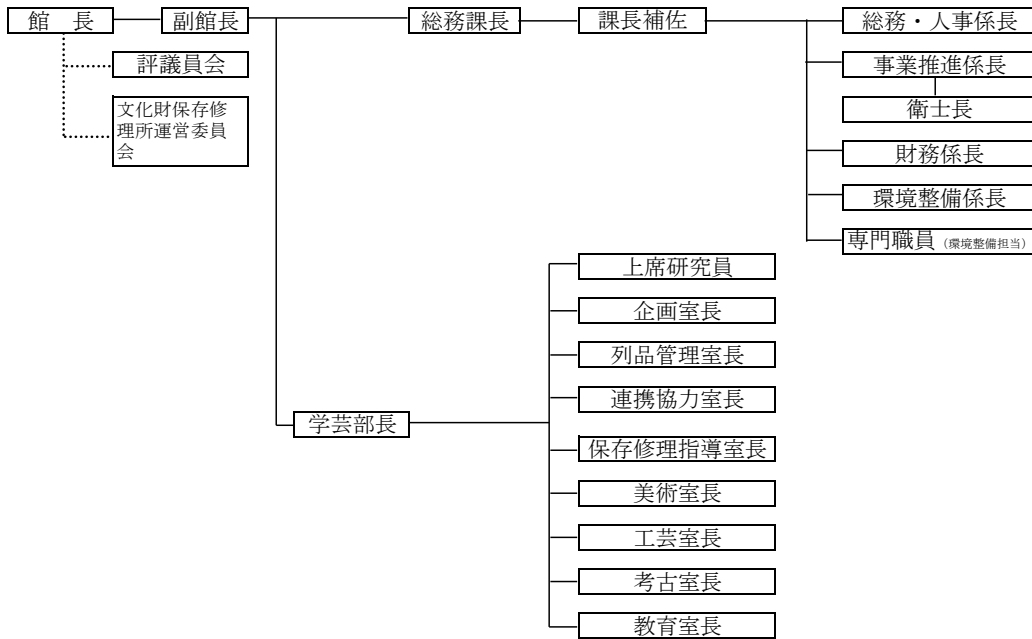 館　長
副館長
総務課長
課長補佐
総務・人事係長
評議員会
事業推進係長
文化財保存修
理所運営委員
会
衛士長
財務係長
環境整備係長
専門職員（環境整備担当）
上席研究員
企画室長
列品管理室長
連携協力室長
学芸部長
保存修理指導室長
美術室長
工芸室長
考古室長
教育室長